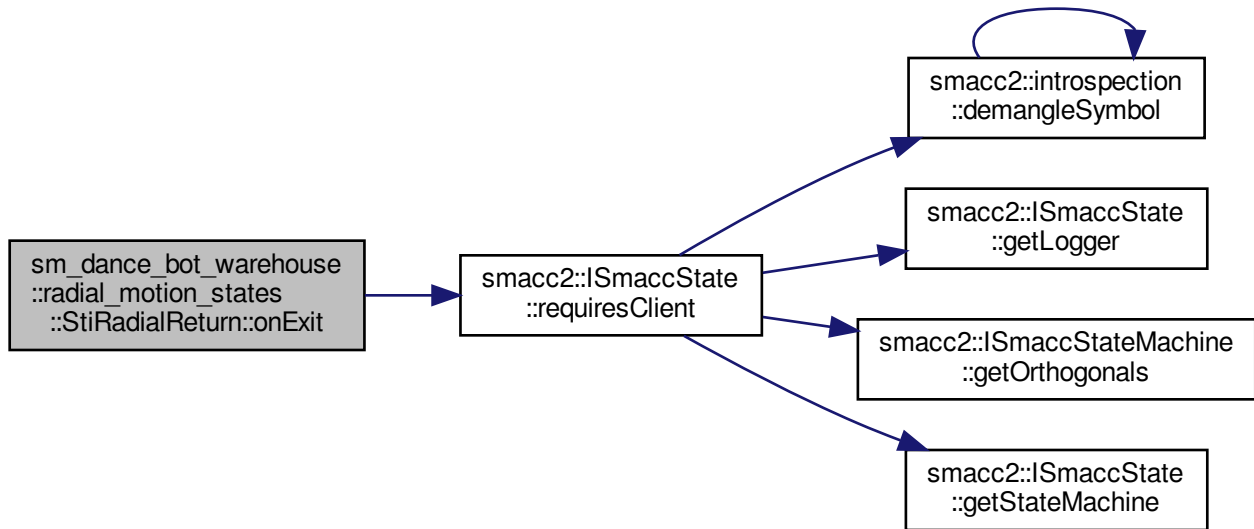 sm_dance_bot_warehouse
::radial_motion_states
::StiRadialReturn::onExit
smacc2::ISmaccState
::requiresClient
smacc2::introspection
::demangleSymbol
smacc2::ISmaccState
::getLogger
smacc2::ISmaccStateMachine
::getOrthogonals
smacc2::ISmaccState
::getStateMachine